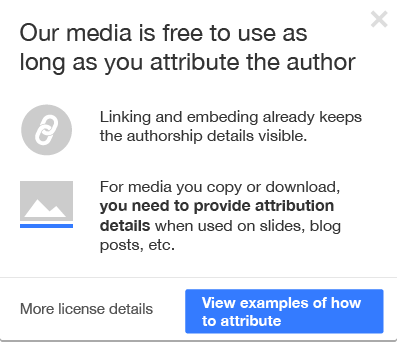 Our media is free to use as
long as you attribute the author
Linking and embeding already keeps
the authorship details visible.
For media you copy or download,
you need to provide attribution
details when used on slides, blog
posts, etc.
More license details
View examples of how
to attribute